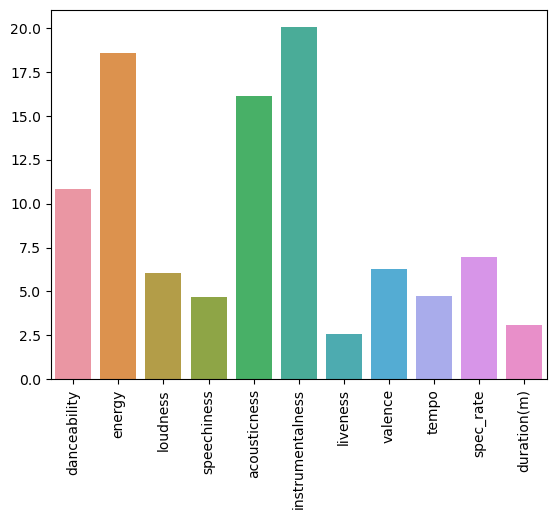 20.0
17.5
15.0
12.5
10.0
7.5
5.0
2.5
0.0
danceability
energy
loudness
speechiness
acousticness
instrumentalness
liveness
valence
tempo
spec_rate
duration(m)